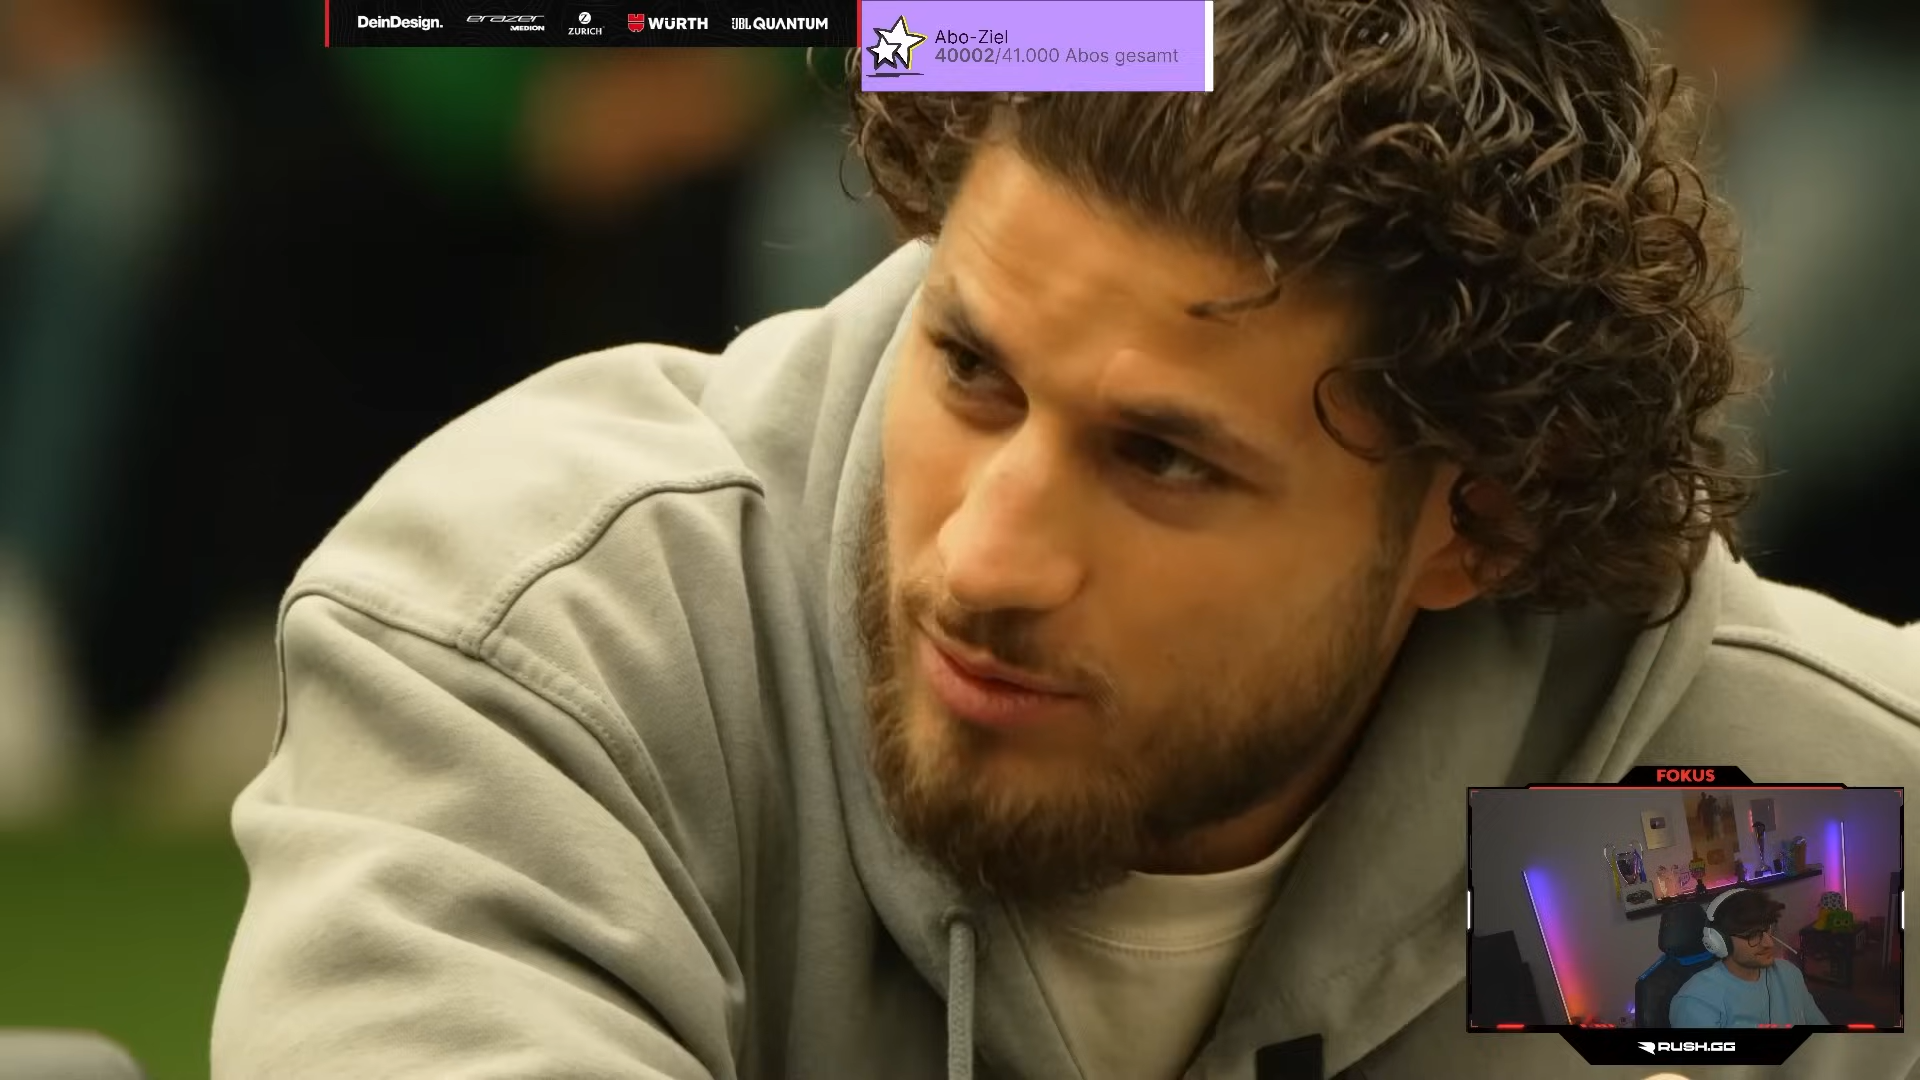 DeinDesign. erazer MEDION ZURICH WÜRTH JBL QUANTUM
Abo-Ziel
40002/41.000 Abos gesamt
FOKUS
RUSH.GG